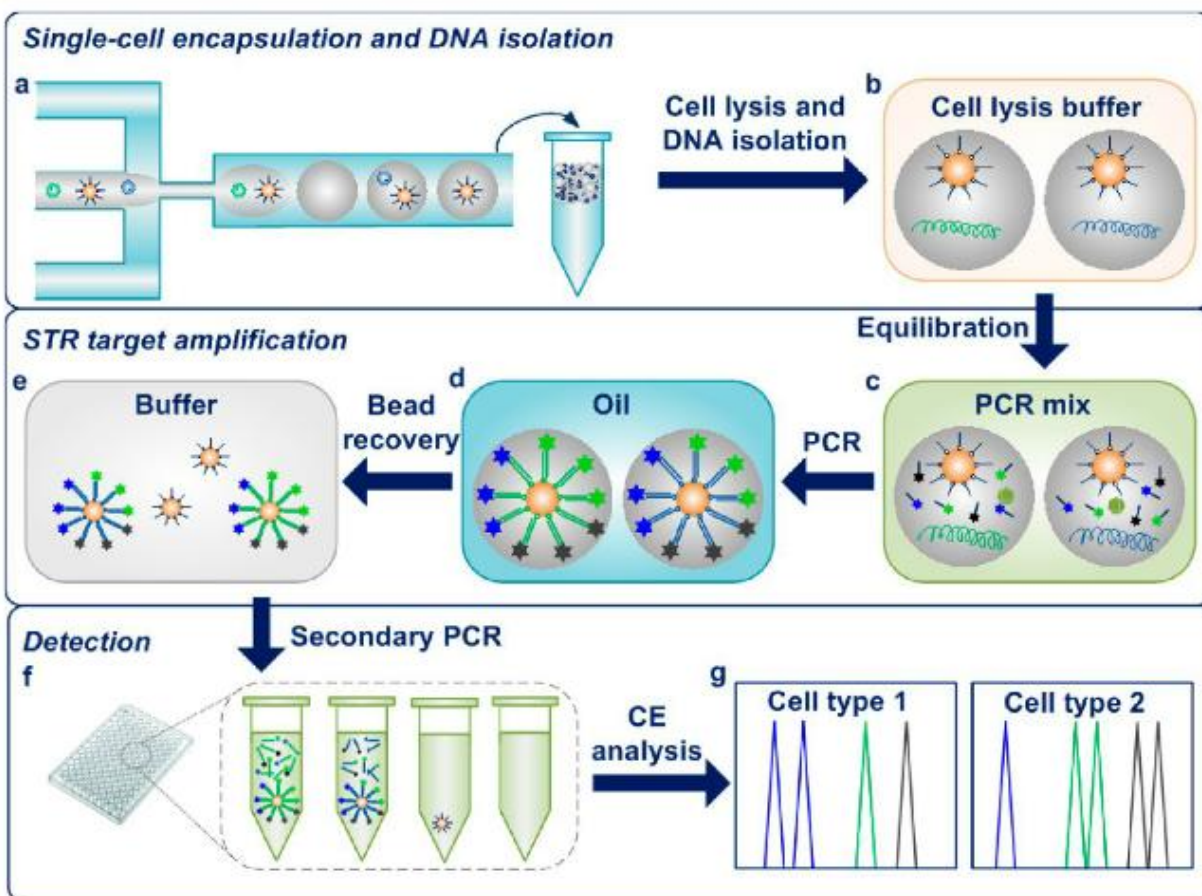 Single-cell encapsulation and DNA isolation
a
Cell lysis and
DNA isolation
b
Cell lysis buffer
STR target amplification
Equilibration
e
Buffer
Bead
recovery
d
Oil
PCR
c
PCR mix
Detection
Secondary PCR
f
CE
analysis
g
Cell type 1
Cell type 2